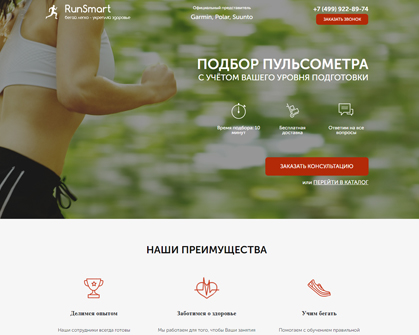 RunSmart
бегай легко - укрепляй здоровье
Официальный представитель
Garmin, Polar, Suunto
+7 (499) 922-89-74
ЗАКАЗАТЬ ЗВОНОК
ПОДБОР ПУЛЬСОМЕТРА
С УЧЁТОМ ВАШЕГО УРОВНЯ ПОДГОТОВКИ
Время подбора: 10
минут
Бесплатная
доставка
Ответим на все
вопросы
ЗАКАЗАТЬ КОНСУЛЬТАЦИЮ
или ПЕРЕЙТИ В КАТАЛОГ
НАШИ ПРЕИМУЩЕСТВА
Делимся опытом
Заботимся о здоровье
Учим бегать
Наши сотрудники всегда готовы
Мы работаем для того, чтобы Ваши занятия
Помогаем с обучением правильной